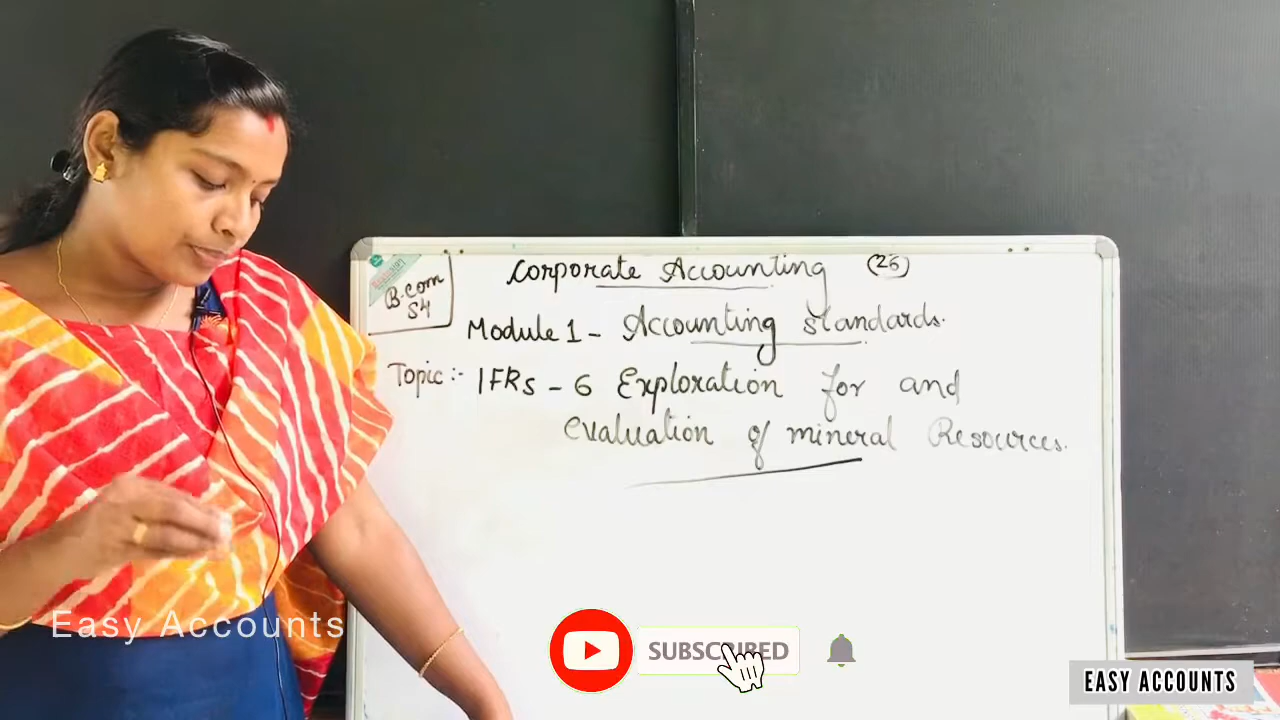 B.com
S4
Corporate Accounting (26)
Module 1 - Accounting Standards.
Topic :- IFRS - 6 Exploration for and
evaluation of mineral Resources.
Easy Accounts
SUBSCRIBED
EASY ACCOUNTS